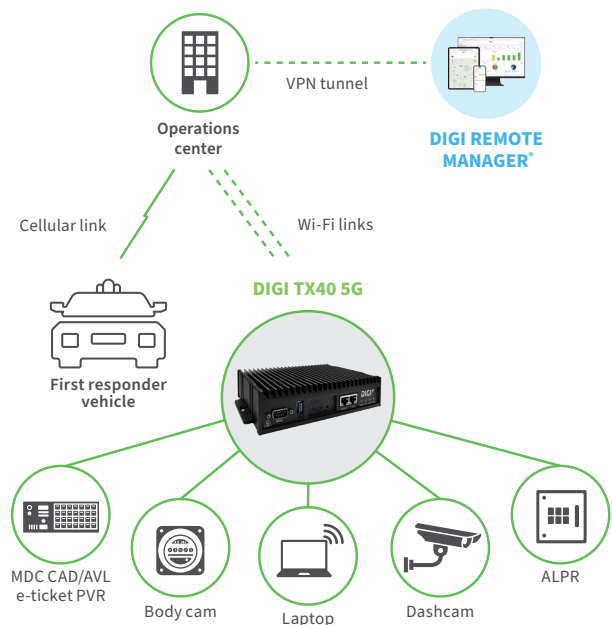 VPN tunnel
Operations
center
DIGI REMOTE
MANAGER®
Cellular link
Wi-Fi links
DIGI TX40 5G
DIGI
First responder
vehicle
MDC CAD/AVL
e-ticket PVR
Body cam
Laptop
Dashcam
ALPR